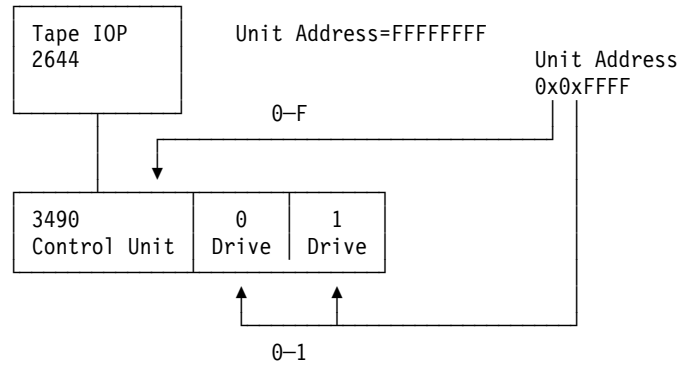 Tape IOP
2644
Unit Address=FFFFFFFF
Unit Address
0x0xFFFF
0—F
3490
Control Unit
0
Drive
1
Drive
0—1